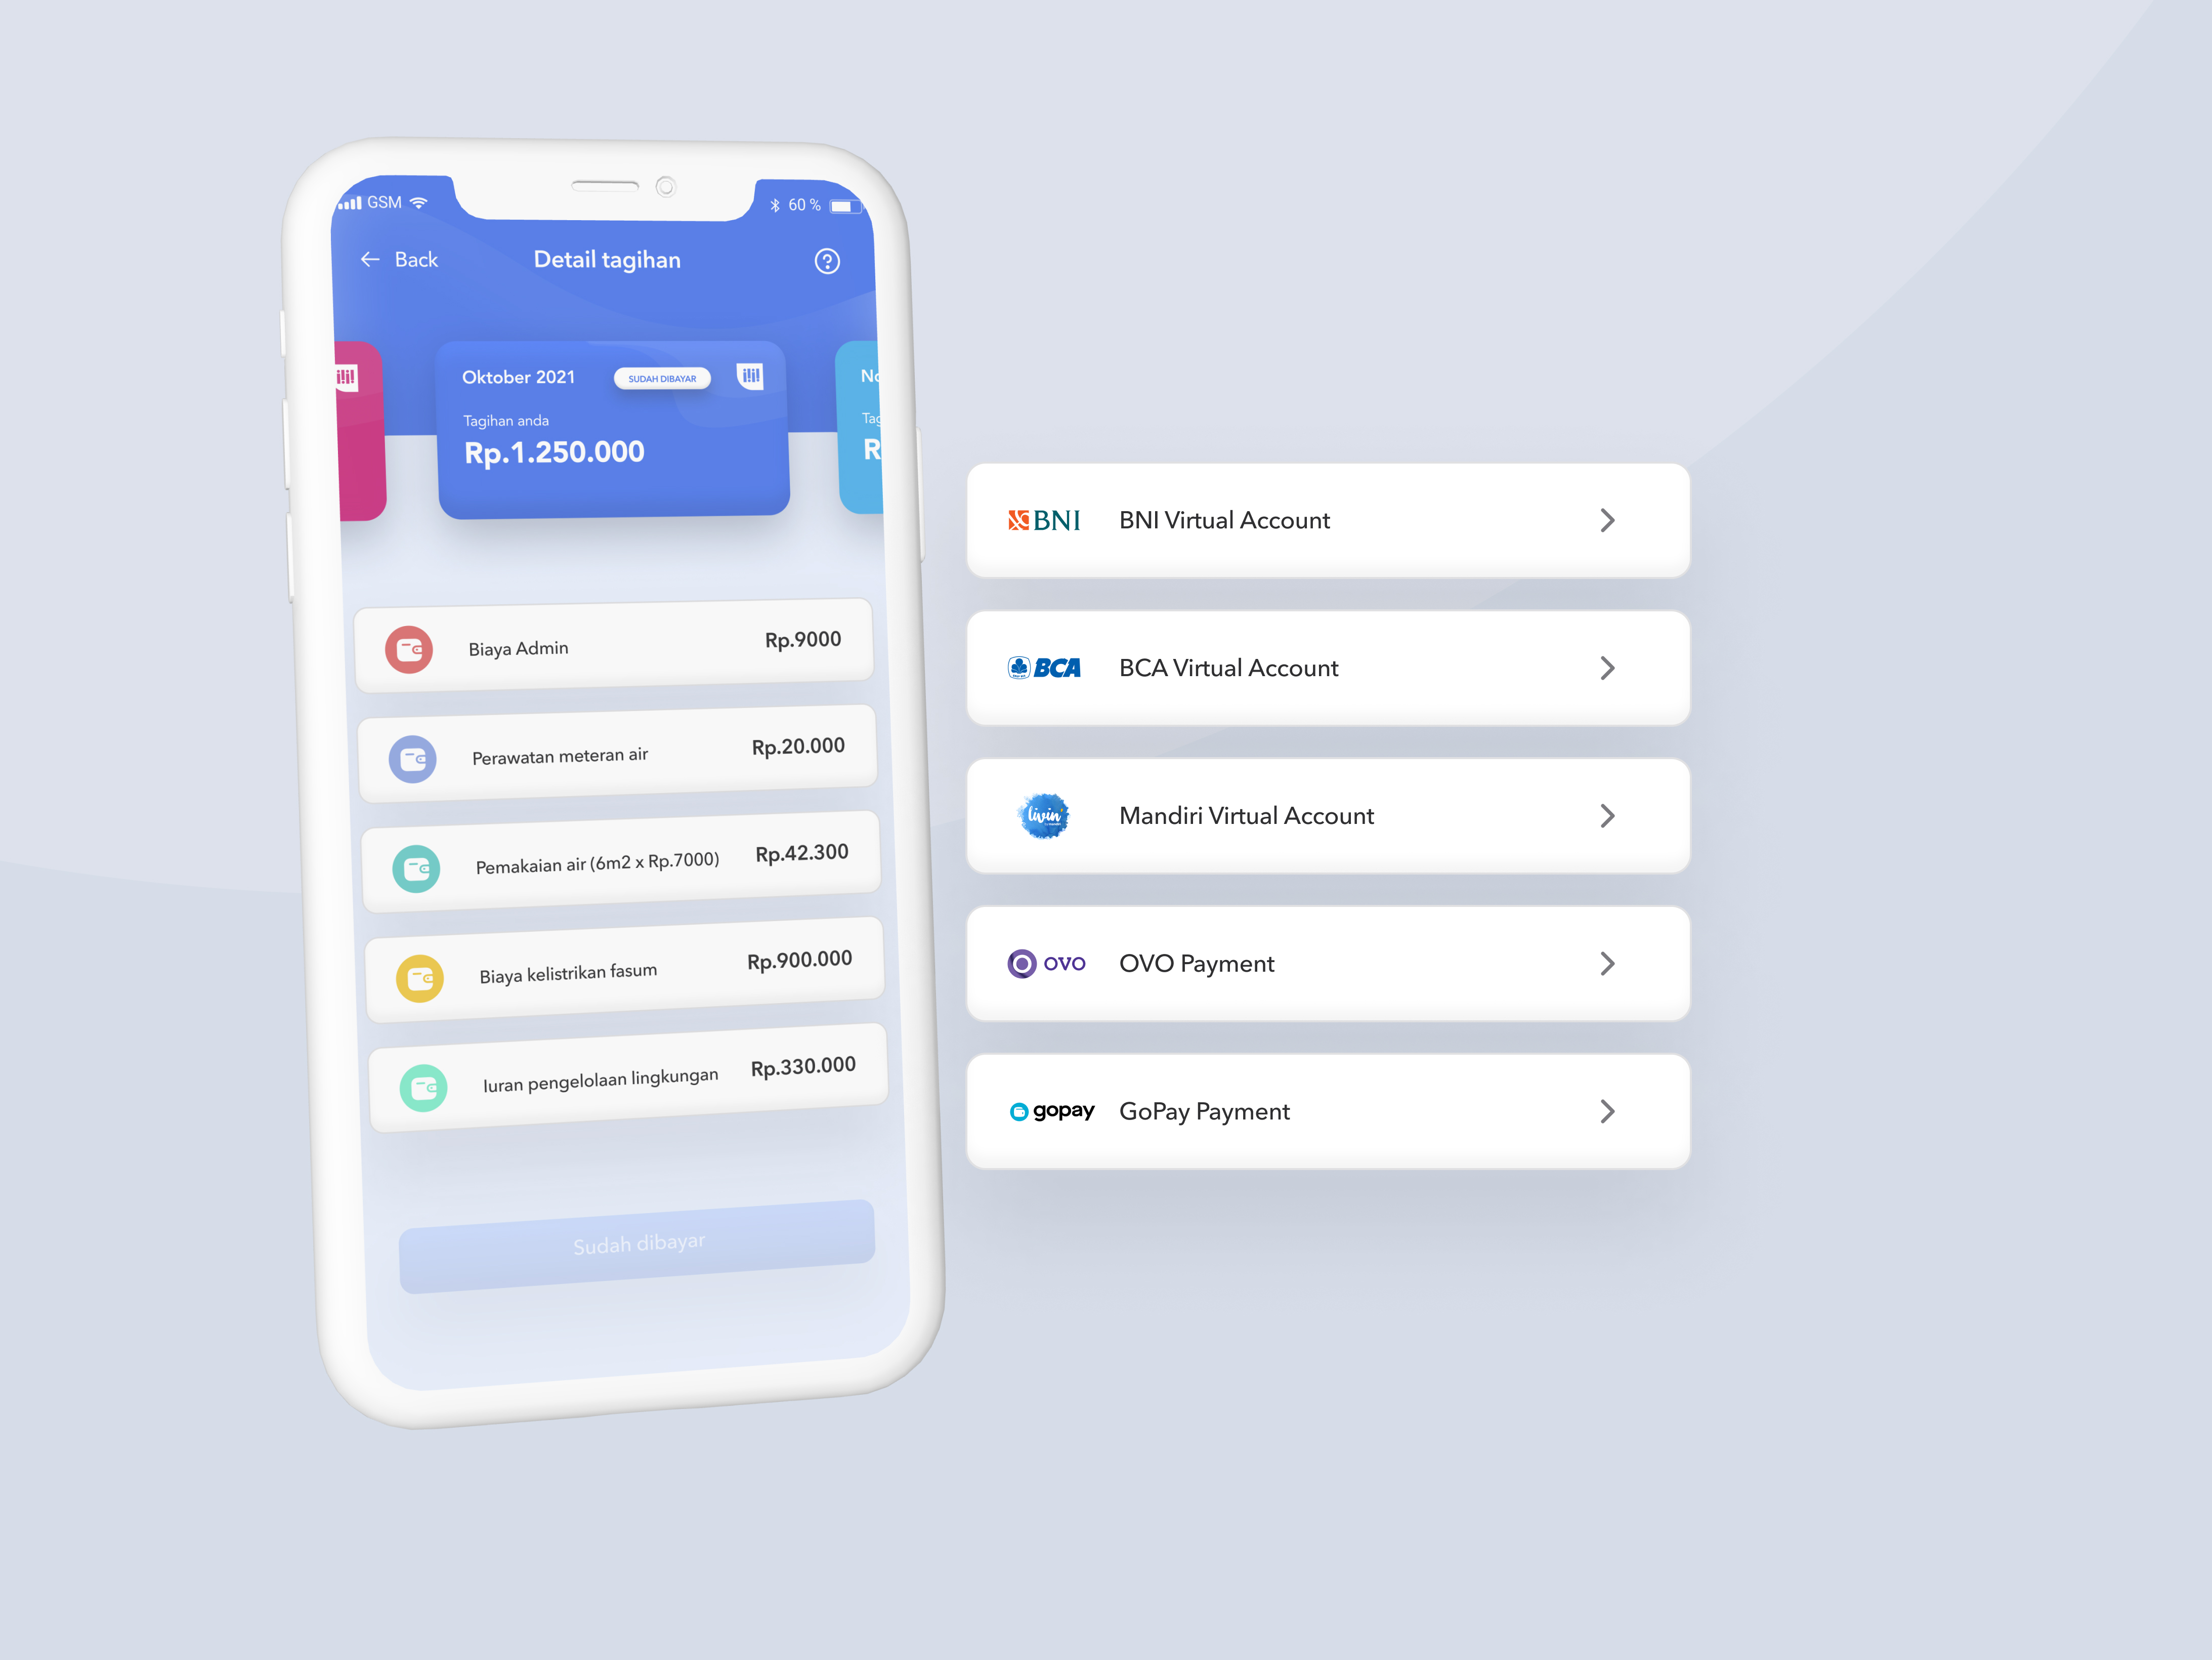 GSM
60 %
Back
Detail tagihan
Oktober 2021
SUDAH DIBAYAR
Tagihan anda
Rp.1.250.000
Biaya Admin
Rp.9000
Perawatan meteran air
Rp.20.000
Pemakaian air (6m2 x Rp.7000)
Rp.42.300
Biaya kelistrikan fasum
Rp.900.000
Iuran pengelolaan lingkungan
Rp.330.000
Sudah dibayar
BNI
BNI Virtual Account
BCA
BCA Virtual Account
livin'
Mandiri Virtual Account
OVO
OVO Payment
gopay
GoPay Payment